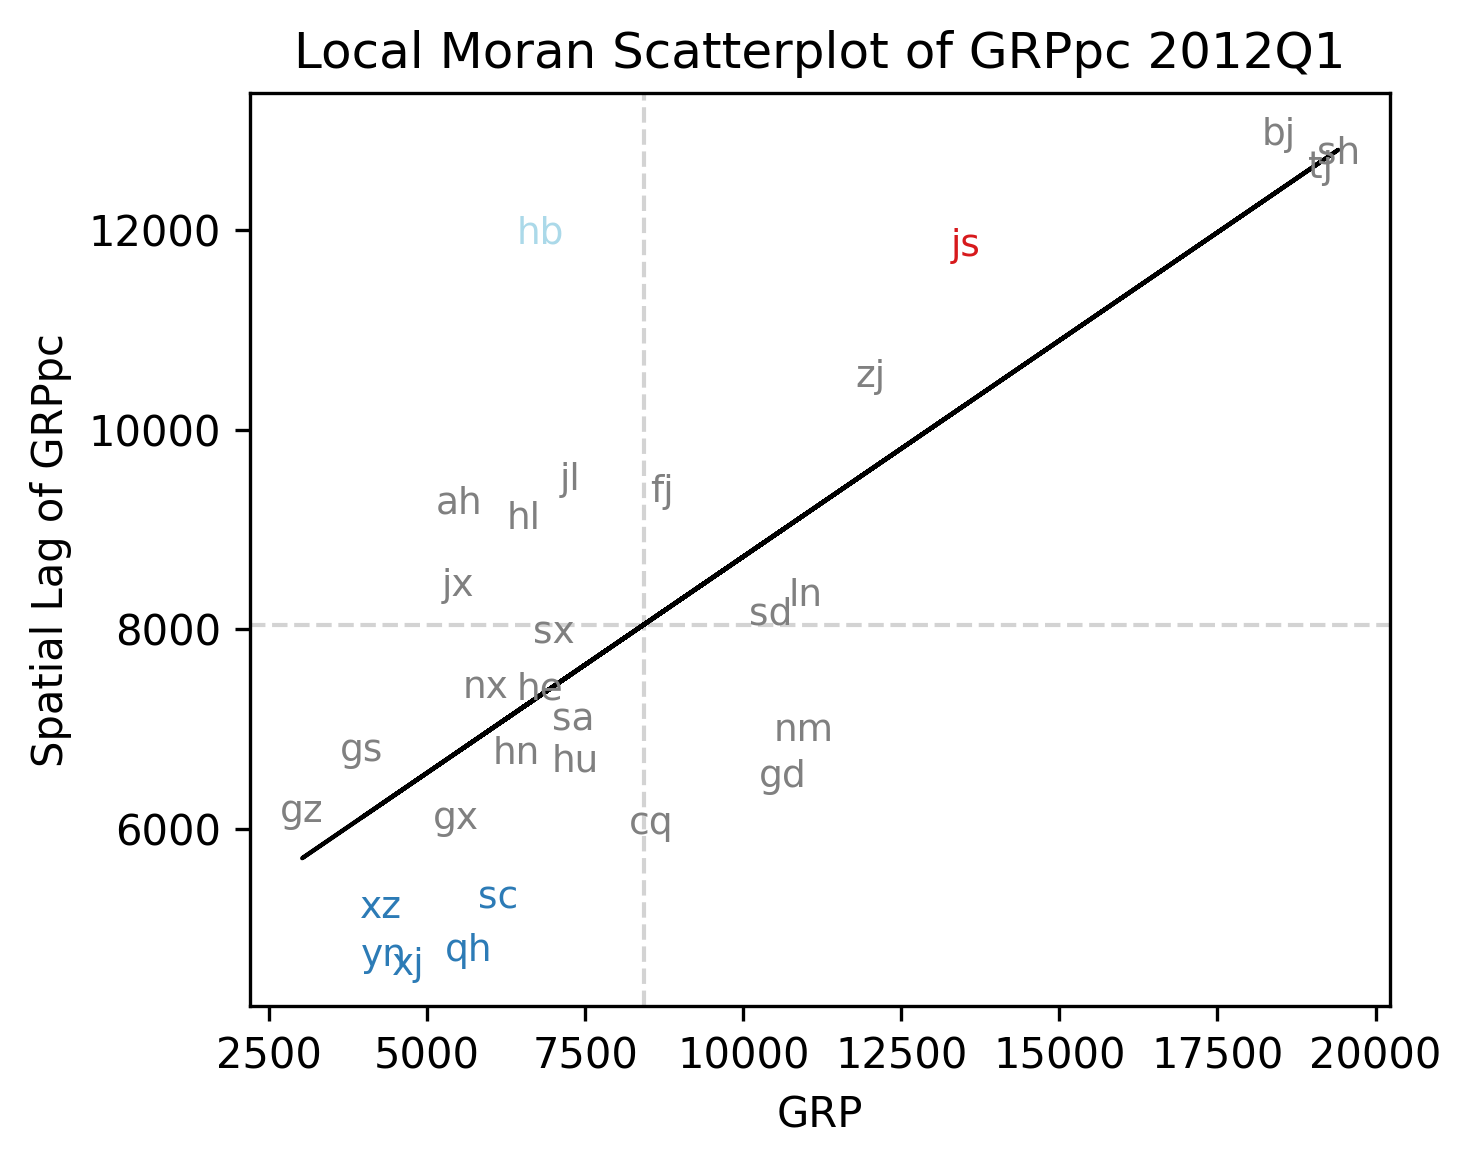 Local Moran Scatterplot of GRPpc 2012Q1
bj
sh
tj
hb
js
zj
jl
fj
ah
hl
jx
ln
sd
sx
nx
he
sa
nm
gs
hn
hu
gd
gz
gx
cq
sc
xz
qh
yn
xj
12000
10000
8000
6000
Spatial Lag of GRPpc
2500 5000 7500 10000 12500 15000 17500 20000
GRP